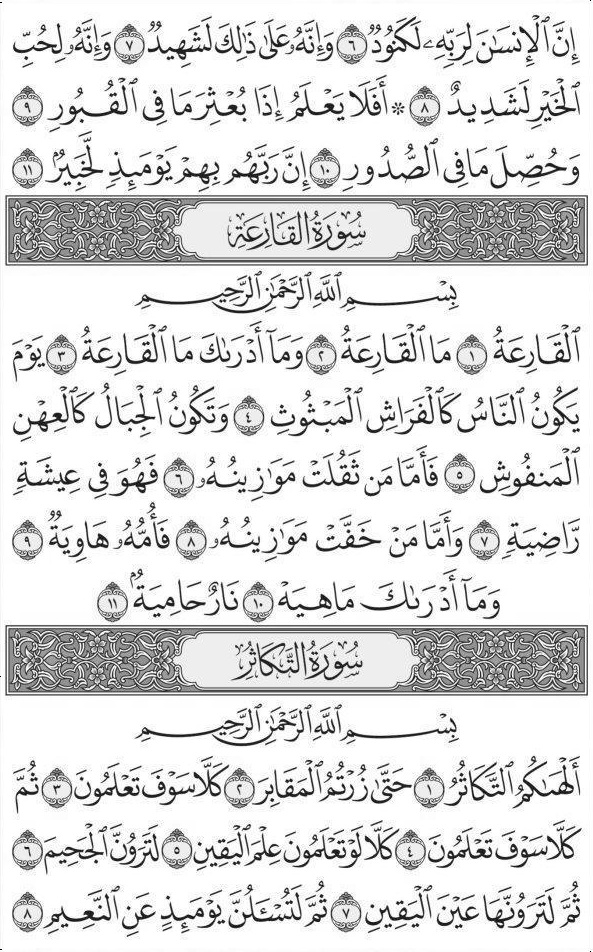 إِنَّ ٱلْإِنسَٰنَ لِرَبِّهِۦ لَكَنُودٌ ٦ وَإِنَّهُۥ عَلَىٰ ذَٰلِكَ لَشَهِيدٌ ٧ وَإِنَّهُۥ لِحُبِّ
ٱلْخَيْرِ لَشَدِيدٌ ٨ ۞ أَفَلَا يَعْلَمُ إِذَا بُعْثِرَ مَا فِى ٱلْقُبُورِ ٩
وَحُصِّلَ مَا فِى ٱلصُّدُورِ ١٠ إِنَّ رَبَّهُم بِهِمْ يَوْمَئِذٍ لَّخَبِيرٌۢ ١١
سُورَةُ ٱلْقَارِعَةِ
بِسْمِ ٱللَّهِ ٱلرَّحْمَٰنِ ٱلرَّحِيمِ
ٱلْقَارِعَةُ ١ مَا ٱلْقَارِعَةُ ٢ وَمَآ أَدْرَىٰكَ مَا ٱلْقَارِعَةُ ٣ يَوْمَ
يَكُونُ ٱلنَّاسُ كَٱلْفَرَاشِ ٱلْمَبْثُوثِ ٤ وَتَكُونُ ٱلْجِبَالُ كَٱلْعِهْنِ
ٱلْمَنفُوشِ ٥ فَأَمَّا مَن ثَقُلَتْ مَوَٰزِينُهُۥ ٦ فَهُوَ فِى عِيشَةٍ
رَّاضِيَةٍ ٧ وَأَمَّا مَنْ خَفَّتْ مَوَٰزِينُهُۥ ٨ فَأُمُّهُۥ هَاوِيَةٌ ٩
وَمَآ أَدْرَىٰكَ مَا هِيَهْ ١٠ نَارٌ حَامِيَةٌۢ ١١
سُورَةُ ٱلتَّكَاثُرِ
بِسْمِ ٱللَّهِ ٱلرَّحْمَٰنِ ٱلرَّحِيمِ
أَلْهَىٰكُمُ ٱلتَّكَاثُرُ ١ حَتَّىٰ زُرْتُمُ ٱلْمَقَابِرَ ٢ كَلَّا سَوْفَ تَعْلَمُونَ ٣ ثُمَّ
كَلَّا سَوْفَ تَعْلَمُونَ ٤ كَلَّا لَوْ تَعْلَمُونَ عِلْمَ ٱلْيَقِينِ ٥ لَتَرَوُنَّ ٱلْجَحِيمَ ٦
ثُمَّ لَتَرَوُنَّهَا عَيْنَ ٱلْيَقِينِ ٧ ثُمَّ لَتُسْـَٔلُنَّ يَوْمَئِذٍ عَنِ ٱلنَّعِيمِ ٨